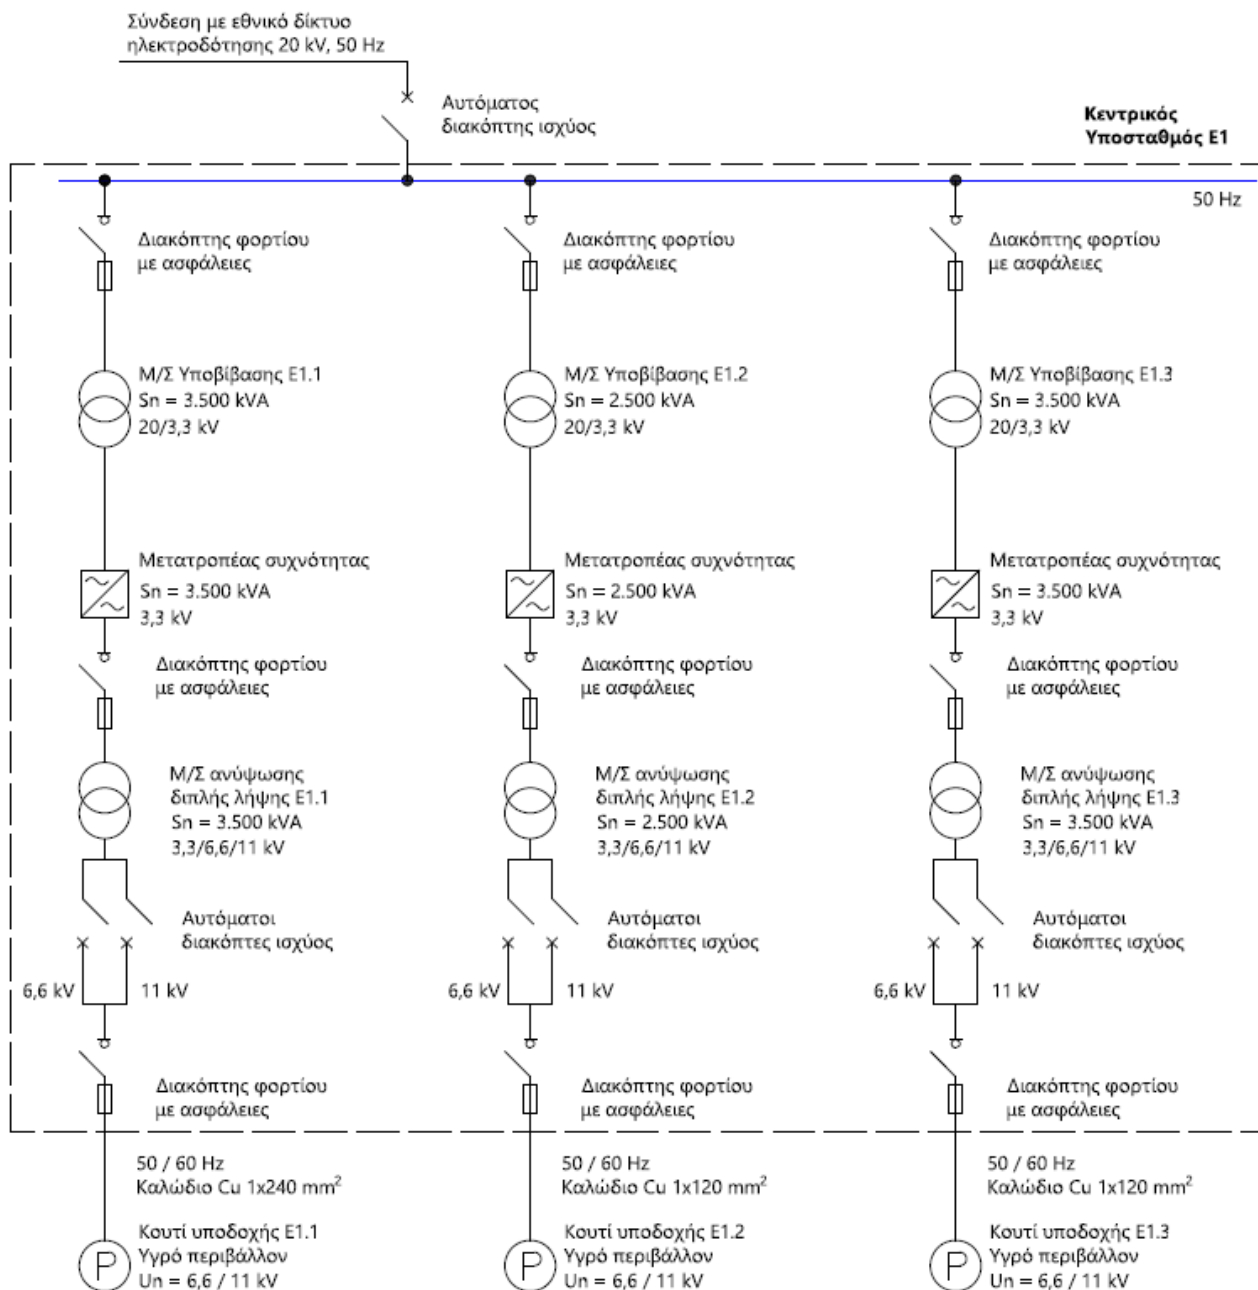 Σύνδεση με εθνικό δίκτυο
ηλεκτροδότησης 20 kV, 50 Hz
Αυτόματος
διακόπτης ισχύος
Κεντρικός
Υποσταθμός Ε1
50 Hz
Διακόπτης φορτίου
με ασφάλειες
Διακόπτης φορτίου
με ασφάλειες
Διακόπτης φορτίου
με ασφάλειες
Μ/Σ Υποβίβασης Ε1.1
Sn = 3.500 kVA
20/3,3 kV
Μ/Σ Υποβίβασης Ε1.2
Sn = 2.500 kVA
20/3,3 kV
Μ/Σ Υποβίβασης Ε1.3
Sn = 3.500 kVA
20/3,3 kV
Μετατροπέας συχνότητας
Sn = 3.500 kVA
3,3 kV
Μετατροπέας συχνότητας
Sn = 2.500 kVA
3,3 kV
Μετατροπέας συχνότητας
Sn = 3.500 kVA
3,3 kV
Διακόπτης φορτίου
με ασφάλειες
Διακόπτης φορτίου
με ασφάλειες
Διακόπτης φορτίου
με ασφάλειες
Μ/Σ ανύψωσης
διπλής λήψης Ε1.1
Sn = 3.500 kVA
3,3/6,6/11 kV
Μ/Σ ανύψωσης
διπλής λήψης Ε1.2
Sn = 2.500 kVA
3,3/6,6/11 kV
Μ/Σ ανύψωσης
διπλής λήψης Ε1.3
Sn = 3.500 kVA
3,3/6,6/11 kV
Αυτόματοι
διακόπτες ισχύος
Αυτόματοι
διακόπτες ισχύος
Αυτόματοι
διακόπτες ισχύος
6,6 kV 11 kV
6,6 kV 11 kV
6,6 kV 11 kV
Διακόπτης φορτίου
με ασφάλειες
Διακόπτης φορτίου
με ασφάλειες
Διακόπτης φορτίου
με ασφάλειες
50 / 60 Hz
Καλώδιο Cu 1x240 mm²
50 / 60 Hz
Καλώδιο Cu 1x120 mm²
50 / 60 Hz
Καλώδιο Cu 1x120 mm²
P
Κουτί υποδοχής Ε1.1
Υγρό περιβάλλον
Un = 6,6 / 11 kV
P
Κουτί υποδοχής Ε1.2
Υγρό περιβάλλον
Un = 6,6 / 11 kV
P
Κουτί υποδοχής Ε1.3
Υγρό περιβάλλον
Un = 6,6 / 11 kV